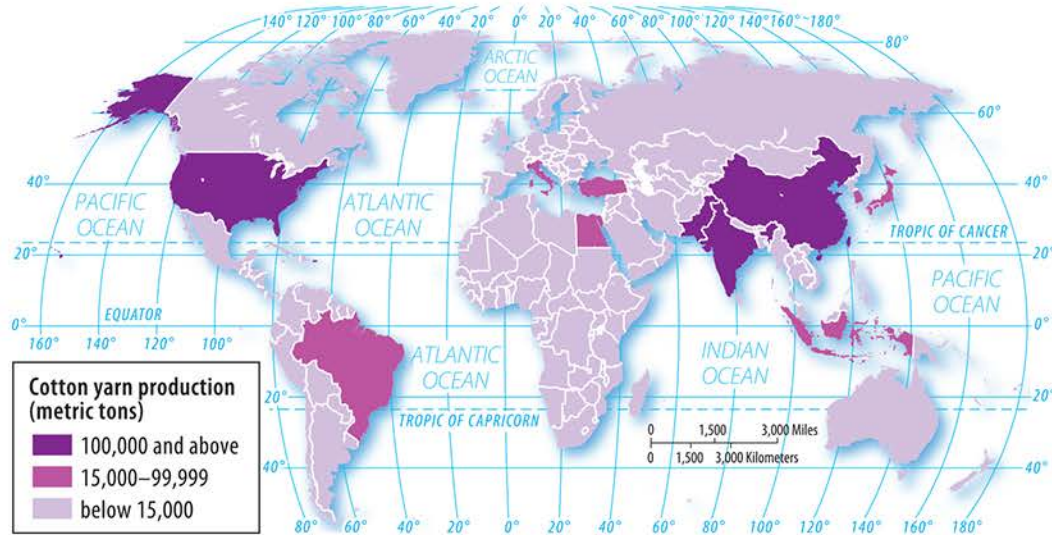 140° 120° 100° 80° 60° 40° 20° 0° 20° 40° 60° 80° 100° 120° 140°
160° 180°
180°
80°
ARCTIC
OCEAN
60°
40°
40°
PACIFIC
OCEAN
ATLANTIC
OCEAN
TROPIC OF CANCER
20°
20°
PACIFIC
OCEAN
EQUATOR
0°
0°
160° 140° 120° 100°
ATLANTIC
OCEAN
INDIAN
OCEAN
20°
20°
TROPIC OF CAPRICORN
0 1,500 3,000 Miles
0 1,500 3,000 Kilometers
40°
40°
80° 60° 40° 20° 0° 20° 40° 60° 80° 100° 120° 140° 160° 180°
Cotton yarn production
(metric tons)
100,000 and above
15,000–99,999
below 15,000